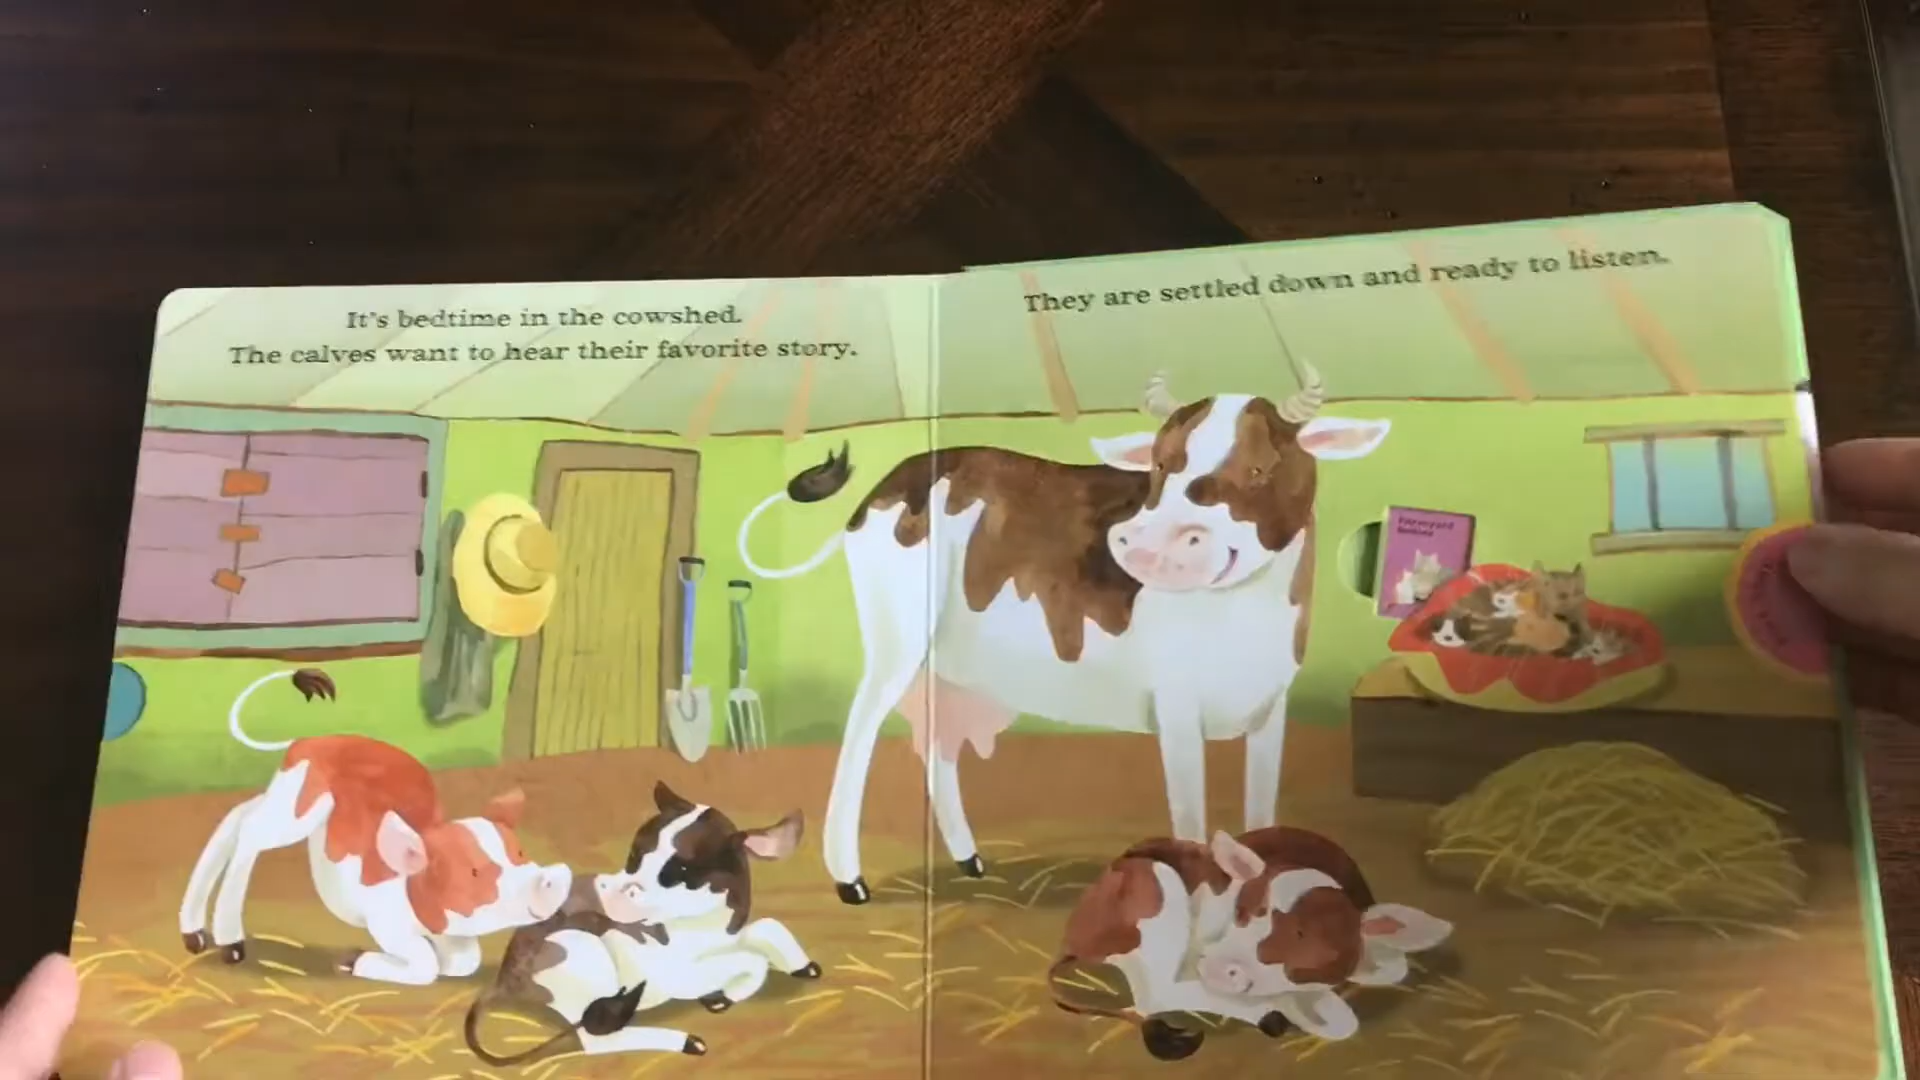 It's bedtime in the cowshed.
The calves want to hear their favorite story.
They are settled down and ready to listen.
Farmyard